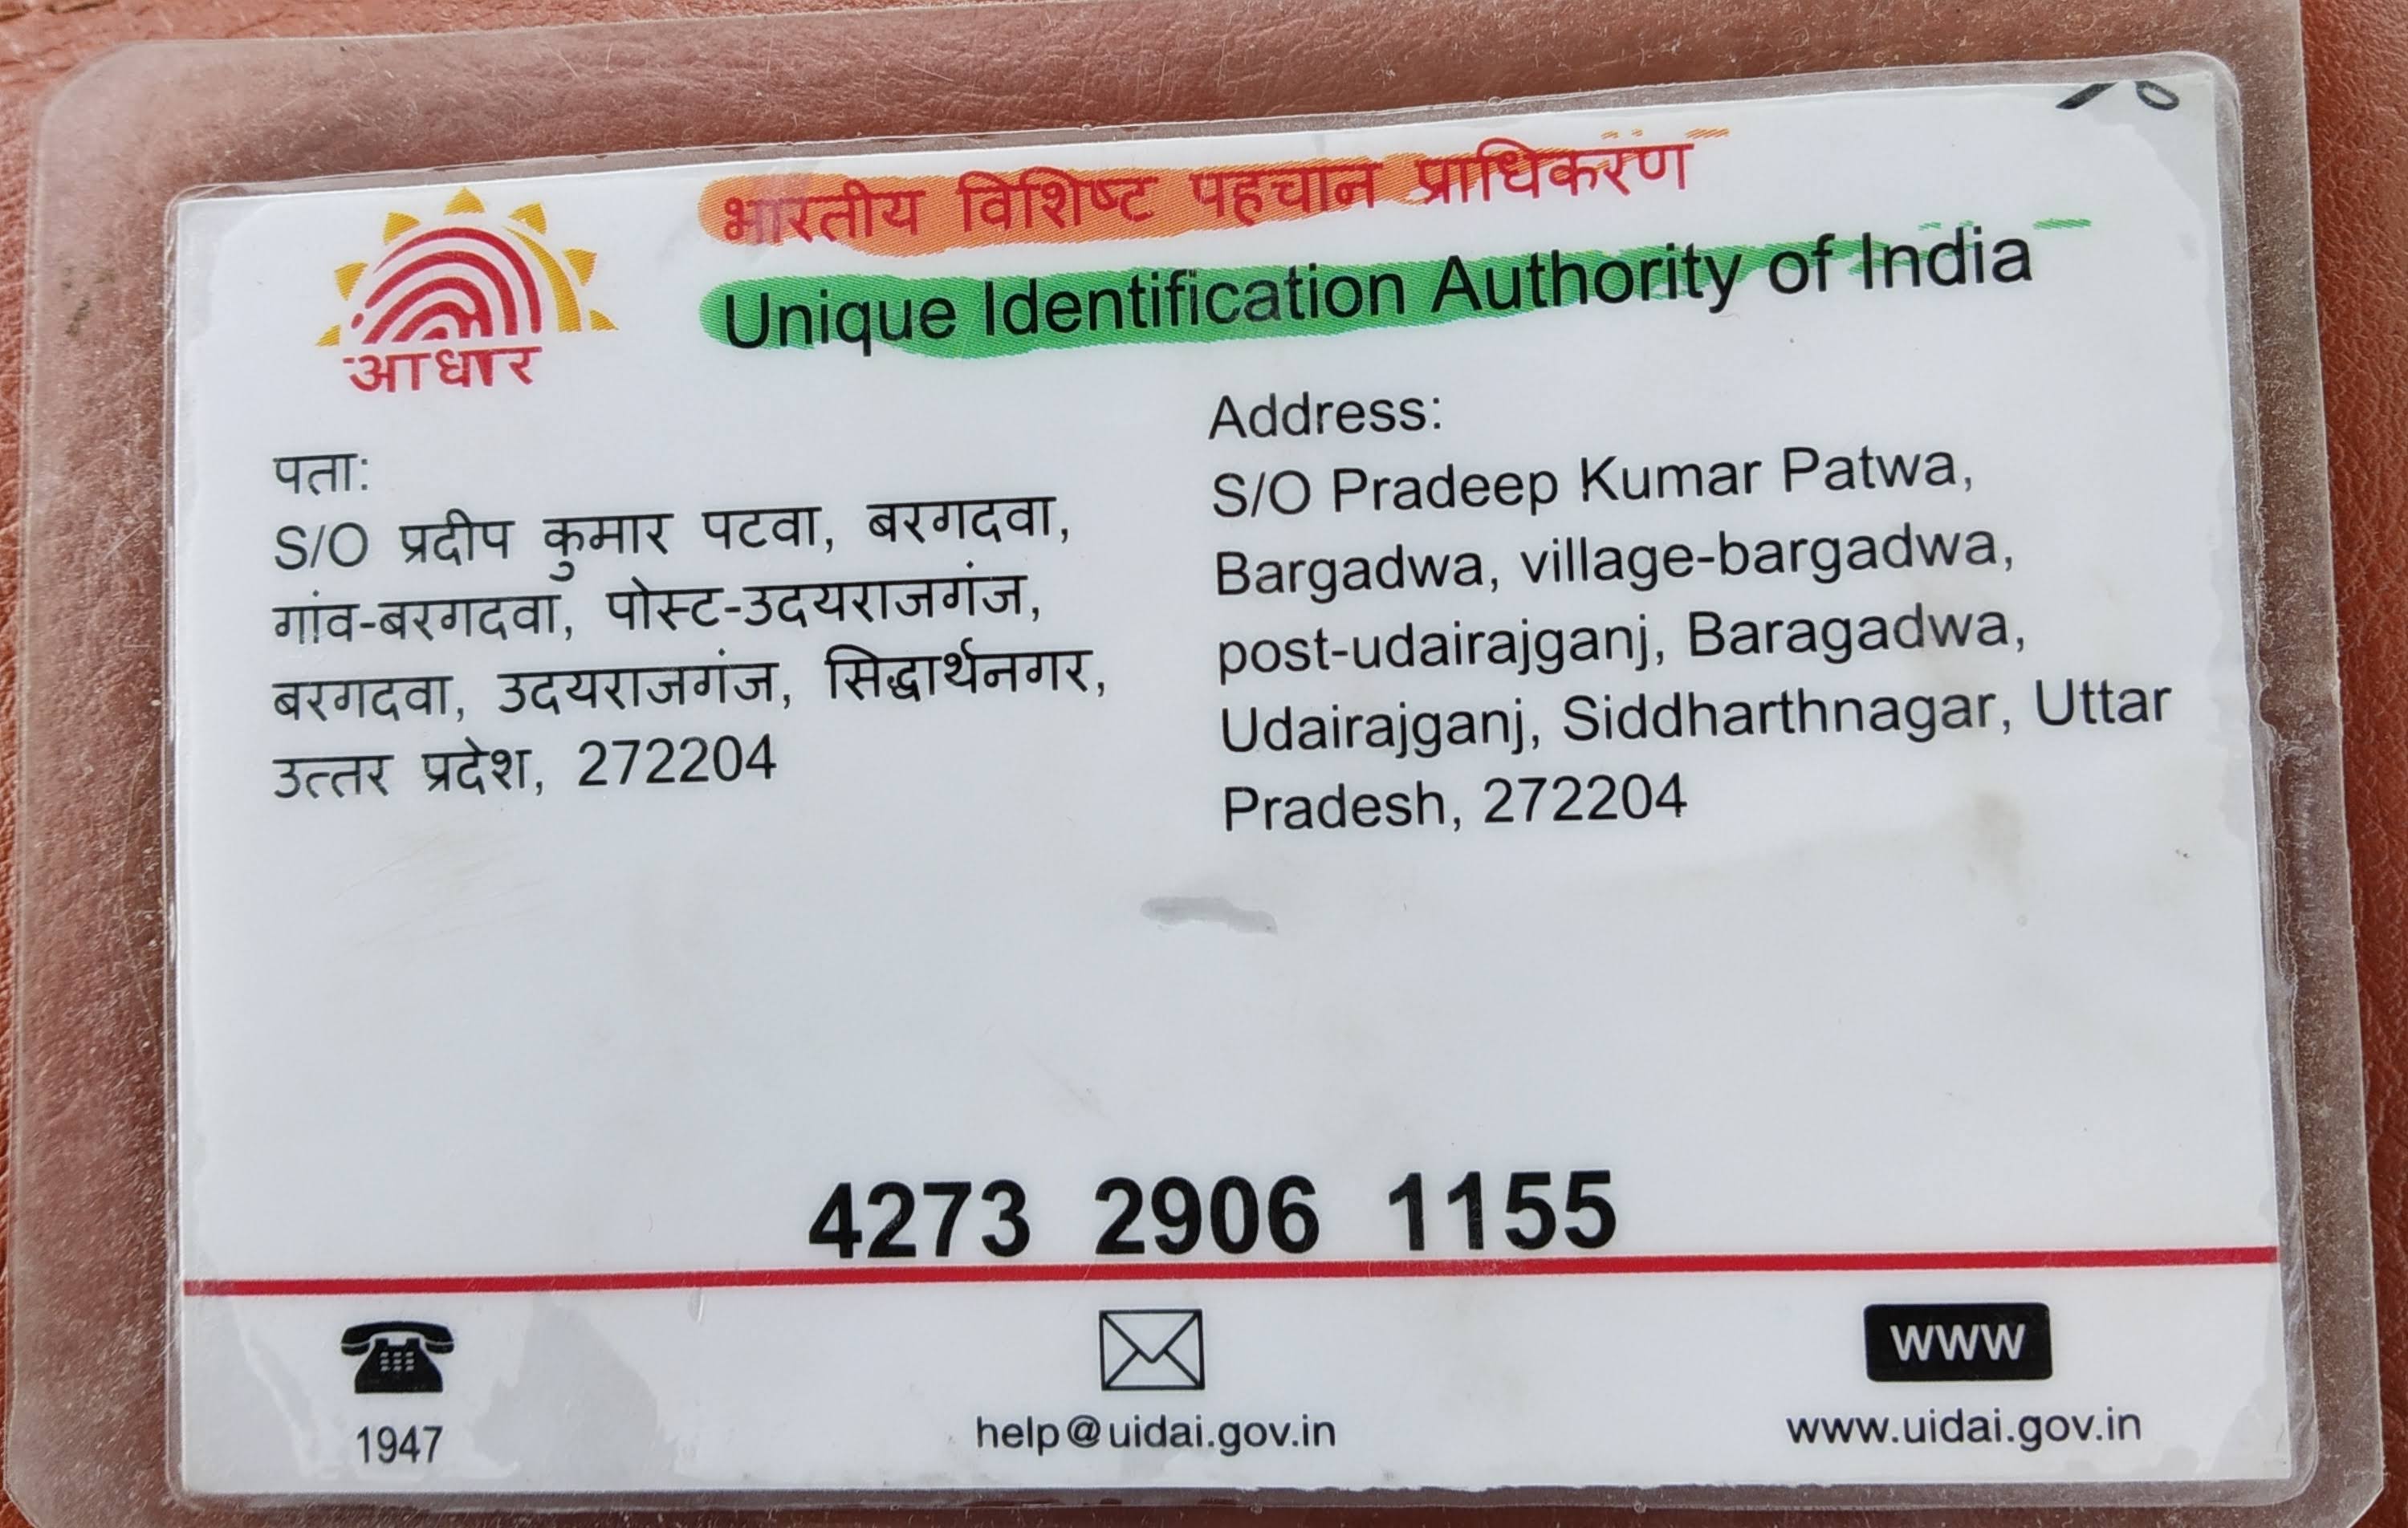 भारतीय विशिष्ट पहचान प्राधिकरण
Unique Identification Authority of India
आधार
पता:
S/O प्रदीप कुमार पटवा, बरगदवा,
गांव-बरगदवा, पोस्ट-उदयराजगंज,
बरगदवा, उदयराजगंज, सिद्धार्थनगर,
उत्तर प्रदेश, 272204
Address:
S/O Pradeep Kumar Patwa,
Bargadwa, village-bargadwa,
post-udairajganj, Baragadwa,
Udairajganj, Siddharthnagar, Uttar
Pradesh, 272204
4273 2906 1155
WWW
1947
help@uidai.gov.in
www.uidai.gov.in